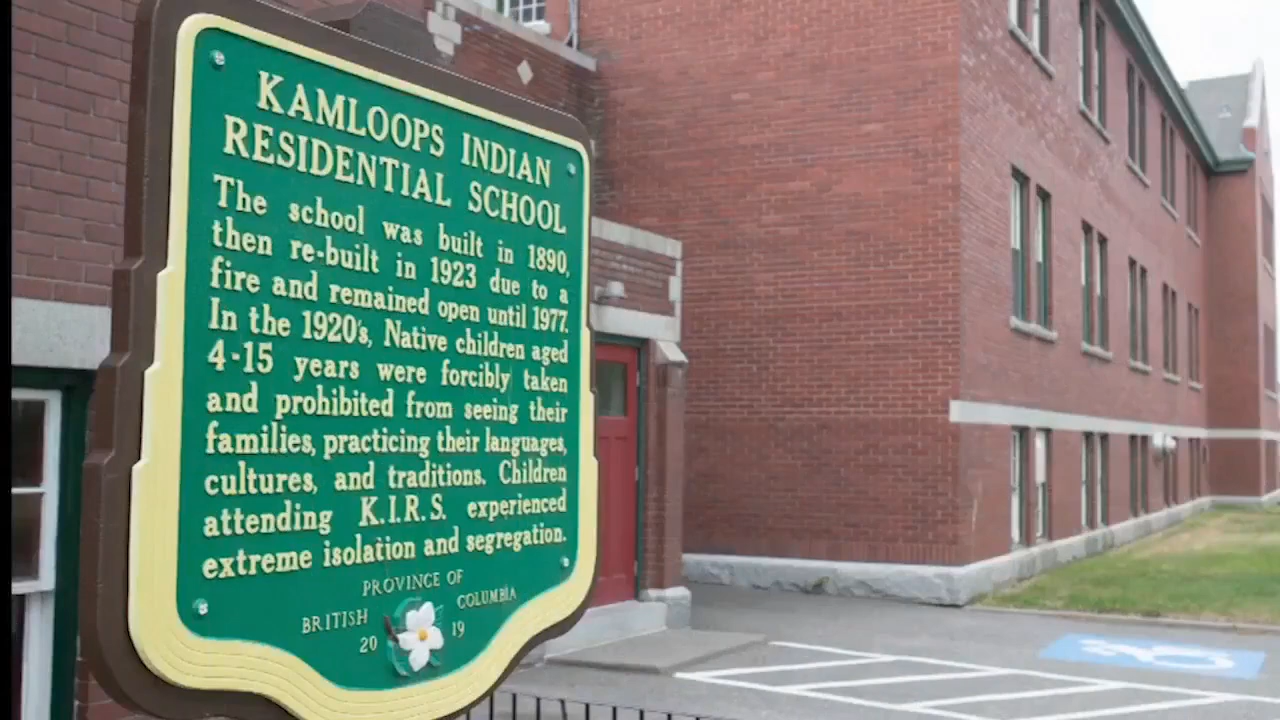 KAMLOOPS INDIAN
RESIDENTIAL SCHOOL
The school was built in 1890,
then re-built in 1923 due to a
fire and remained open until 1977.
In the 1920's, Native children aged
4-15 years were forcibly taken
and prohibited from seeing their
families, practicing their languages,
cultures, and traditions. Children
attending K.I.R.S. experienced
extreme isolation and segregation.
PROVINCE OF
BRITISH COLUMBIA
20 19